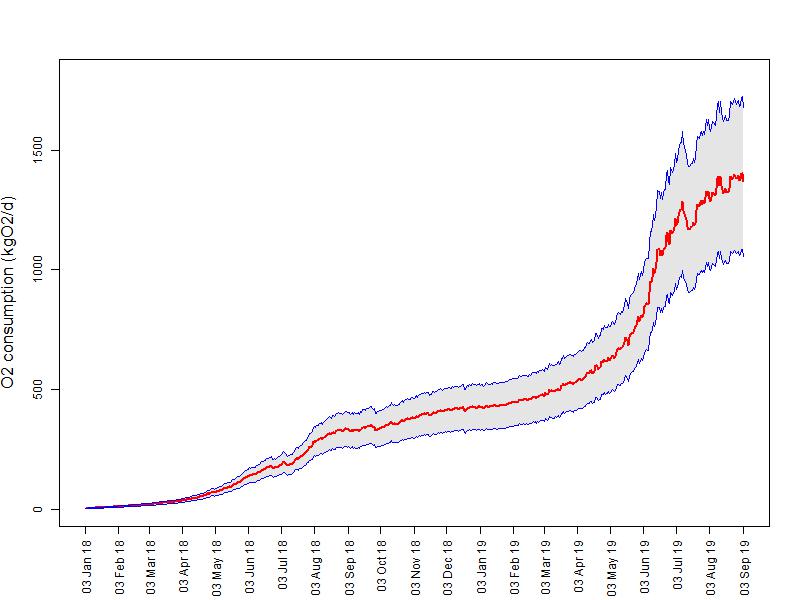 O2 consumption (kgO2/d)
1500
1000
500
0
03 Jan 18
03 Feb 18
03 Mar 18
03 Apr 18
03 May 18
03 Jun 18
03 Jul 18
03 Aug 18
03 Sep 18
03 Oct 18
03 Nov 18
03 Dec 18
03 Jan 19
03 Feb 19
03 Mar 19
03 Apr 19
03 May 19
03 Jun 19
03 Jul 19
03 Aug 19
03 Sep 19